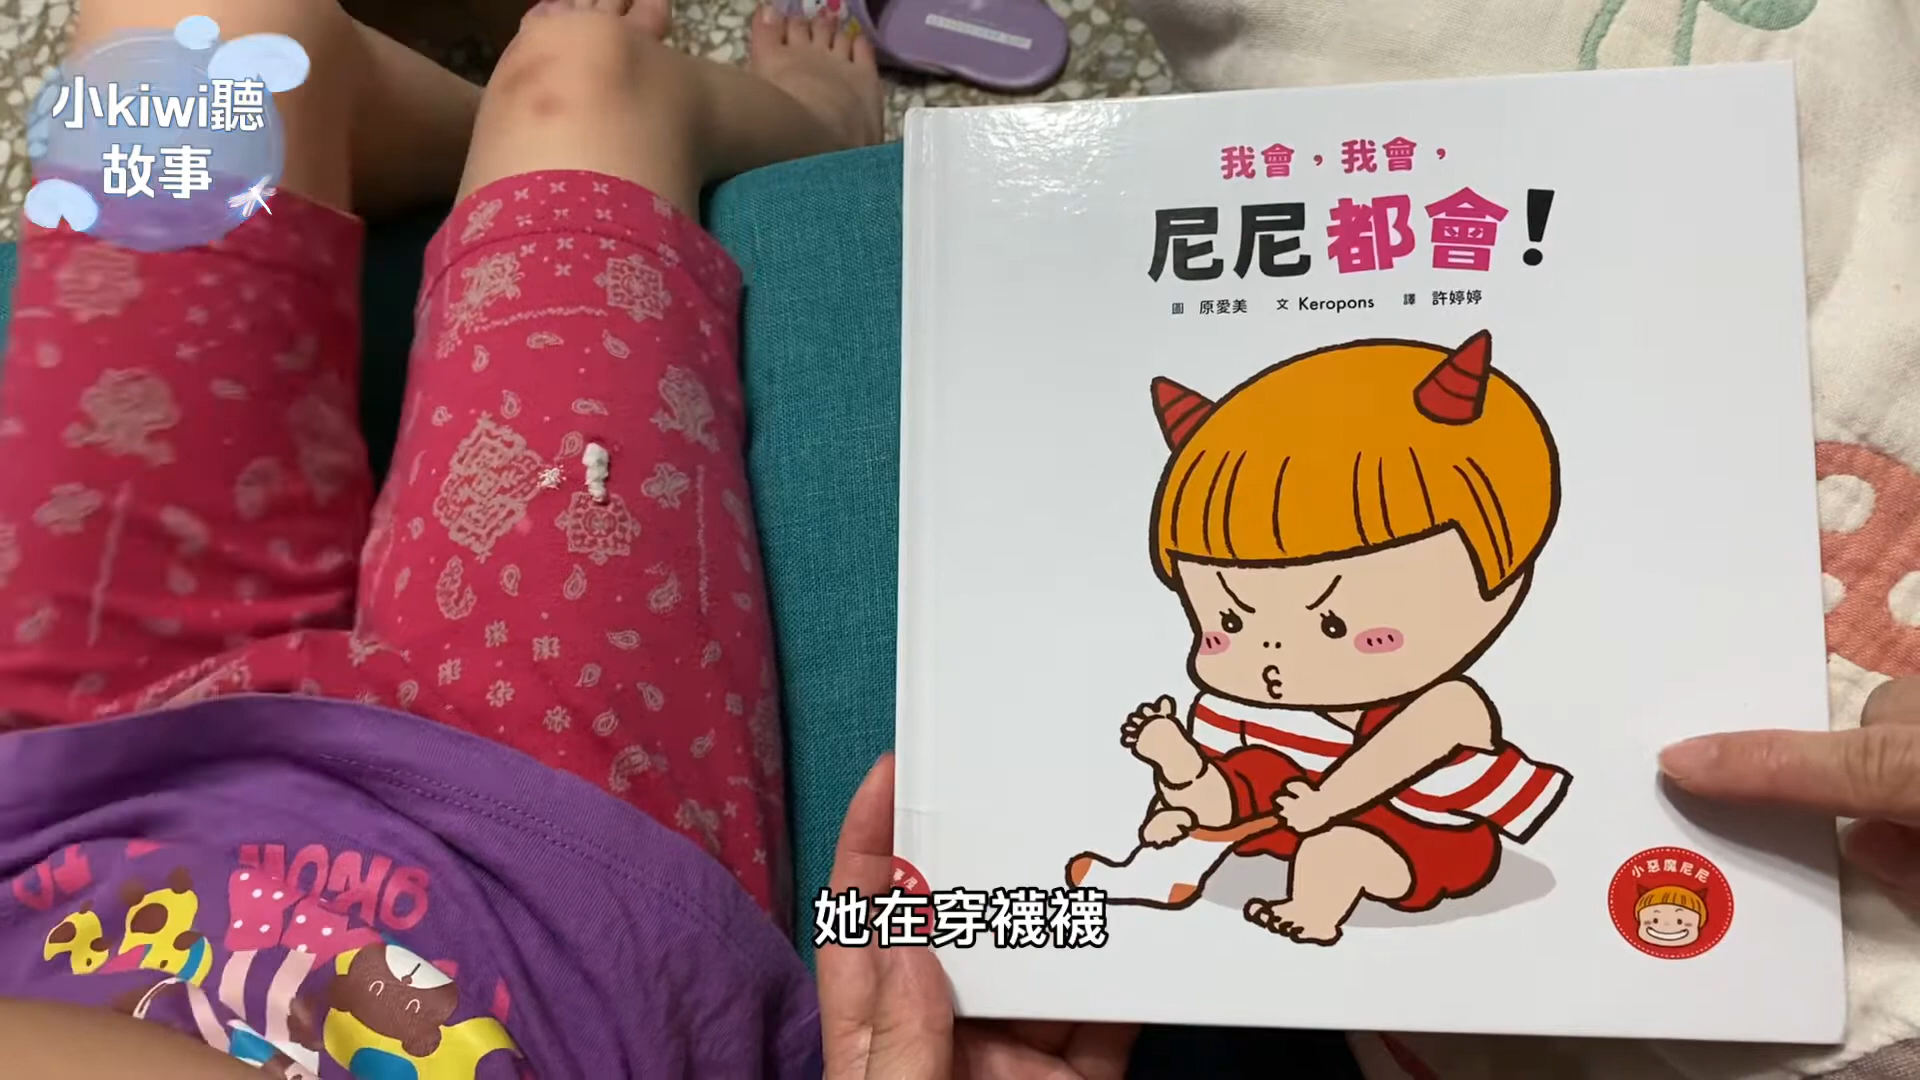 小kiwi聽
故事
我會，我會，
尼尼都會！
圖 原愛美 文 Keropons 譯 許婷婷
小惡魔尼尼
她在穿襪襪